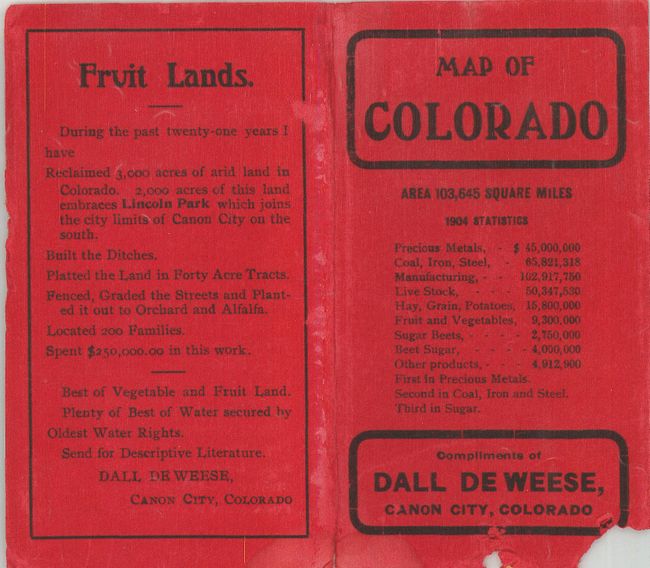 Fruit Lands.
During the past twenty-one years I
have
Reclaimed 3,000 acres of arid land in
Colorado. 2,000 acres of this land
embraces Lincoln Park which joins
the city limits of Canon City on the
south.
Built the Ditches.
Platted the Land in Forty Acre Tracts.
Fenced, Graded the Streets and Plant-
ed it out to Orchard and Alfalfa.
Located 200 Families.
Spent $250,000.00 in this work.
Best of Vegetable and Fruit Land.
Plenty of Best of Water secured by
Oldest Water Rights.
Send for Descriptive Literature.
DALL DE WEESE,
CANON CITY, COLORADO
MAP OF
COLORADO
AREA 103,645 SQUARE MILES
1904 STATISTICS
Precious Metals, - $ 45,000,000
Coal, Iron, Steel, - 65,821,318
Manufacturing, - - - 102,917,750
Live Stock, - - - 50,347,530
Hay, Grain, Potatoes, 15,800,000
Fruit and Vegetables, 9,300,000
Sugar Beets, - - - - 2,750,000
Beet Sugar, - - - - 4,000,000
Other products, - - - 4,912,900
First in Precious Metals.
Second in Coal, Iron and Steel.
Third in Sugar.
Compliments of
DALL DE WEESE,
CANON CITY, COLORADO